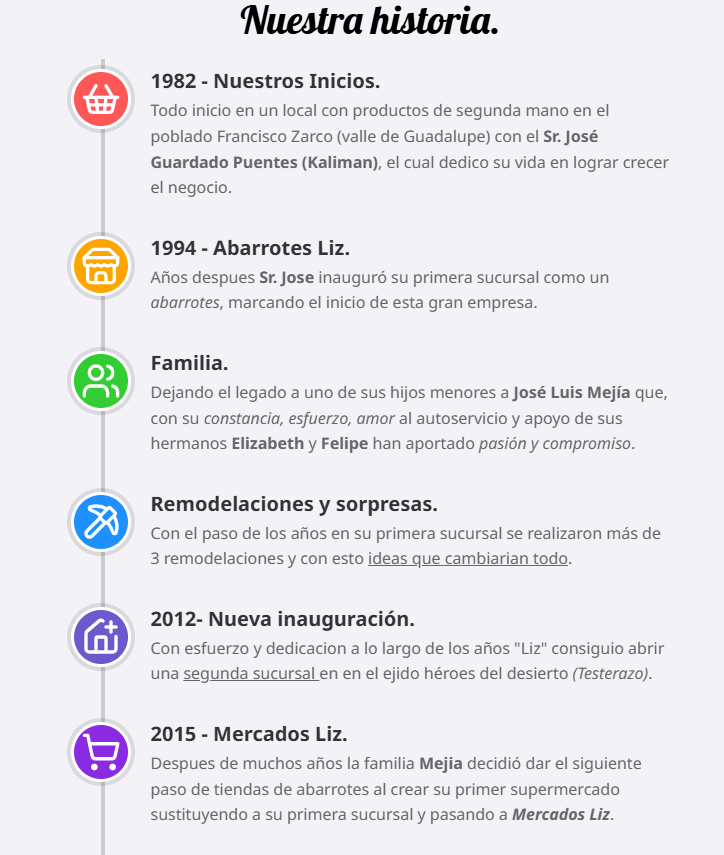 Nuestra historia.
1982 - Nuestros Inicios.
Todo inicio en un local con productos de segunda mano en el
poblado Francisco Zarco (valle de Guadalupe) con el Sr. José
Guardado Puentes (Kaliman), el cual dedico su vida en lograr crecer
el negocio.
1994 - Abarrotes Liz.
Años despues Sr. Jose inauguró su primera sucursal como un
abarrotes, marcando el inicio de esta gran empresa.
Familia.
Dejando el legado a uno de sus hijos menores a José Luis Mejía que,
con su constancia, esfuerzo, amor al autoservicio y apoyo de sus
hermanos Elizabeth y Felipe han aportado pasión y compromiso.
Remodelaciones y sorpresas.
Con el paso de los años en su primera sucursal se realizaron más de
3 remodelaciones y con esto ideas que cambiarian todo.
2012- Nueva inauguración.
Con esfuerzo y dedicacion a lo largo de los años "Liz" consiguio abrir
una segunda sucursal en en el ejido héroes del desierto (Testerazo).
2015 - Mercados Liz.
Despues de muchos años la familia Mejia decidió dar el siguiente
paso de tiendas de abarrotes al crear su primer supermercado
sustituyendo a su primera sucursal y pasando a Mercados Liz.